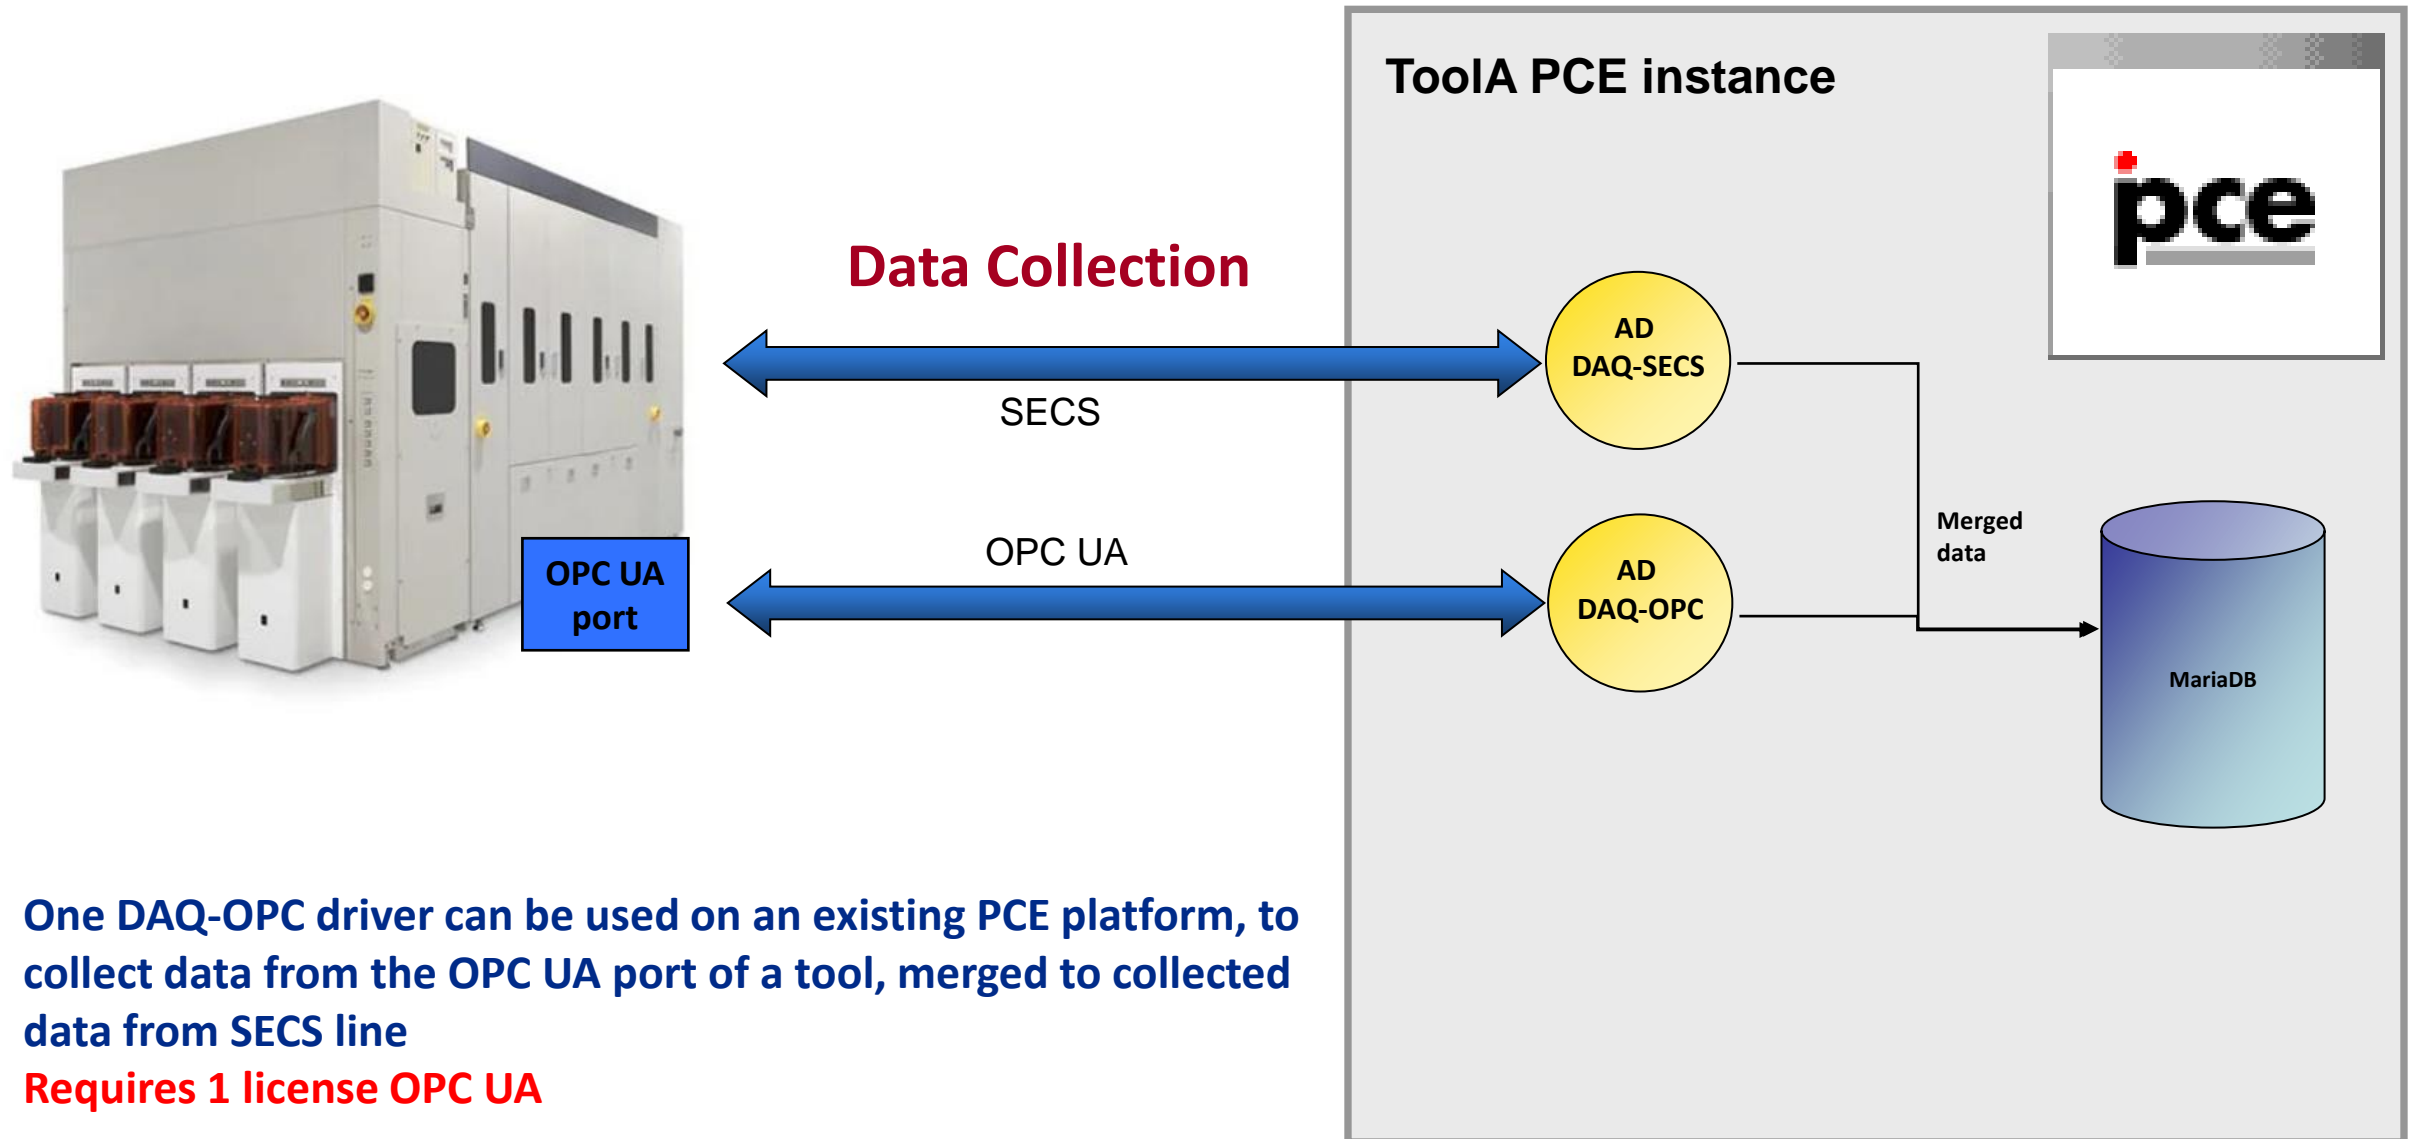 ToolA PCE instance
pce
Data Collection
AD
DAQ-SECS
SECS
OPC UA
Merged
data
OPC UA
port
AD
DAQ-OPC
MariaDB
One DAQ-OPC driver can be used on an existing PCE platform, to
collect data from the OPC UA port of a tool, merged to collected
data from SECS line
Requires 1 license OPC UA